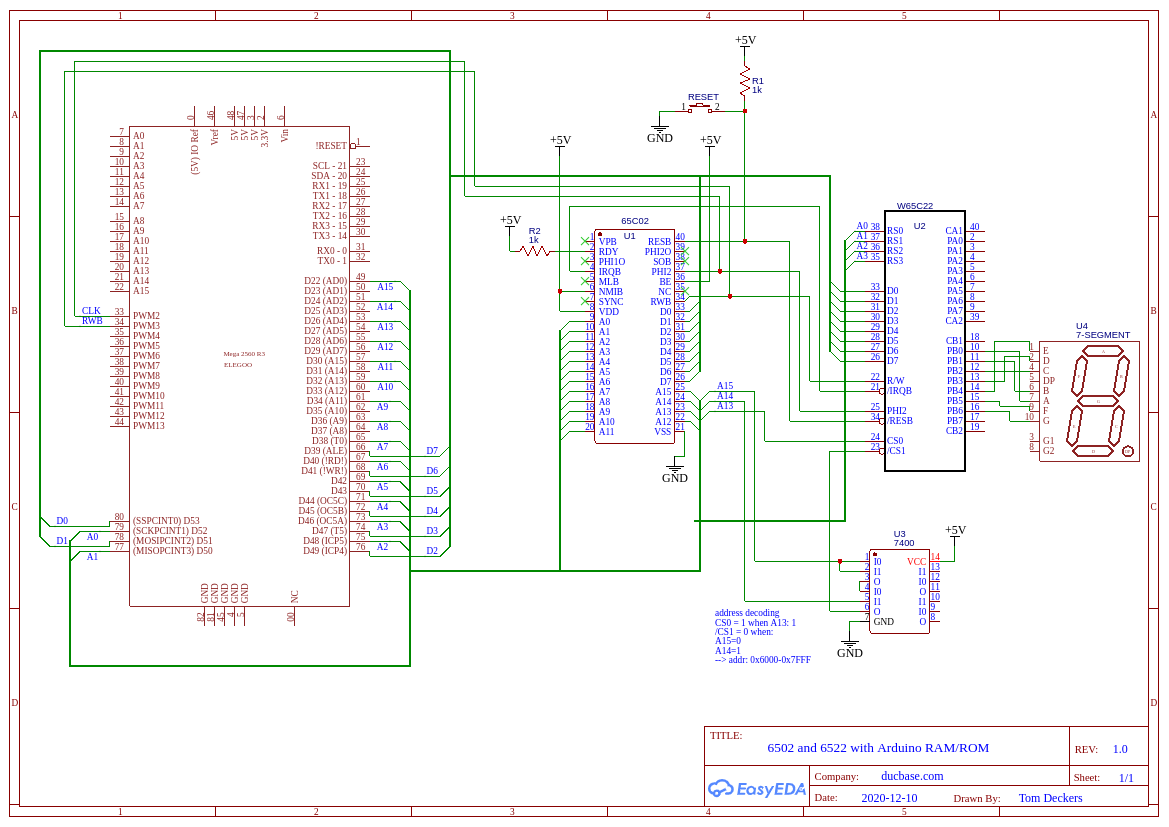 1 2 3 4 5
A A
B B
C C
D D
1 2 3 4 5
+5V
R1
1k
RESET
1 2
GND
+5V
+5V
+5V
R2
1k
0 46 48 47 3 2 6
(5V) IO Ref
Vref
5V
5V
5V
3.3V
Vin
7 A0
8 A1
9 A2
10 A3
11 A4
12 A5
13 A6
14 A7
15 A8
16 A9
17 A10
18 A11
19 A12
20 A13
21 A14
22 A15
CLK 33 PWM2
RWB 34 PWM3
35 PWM4
36 PWM5
37 PWM6
38 PWM7
39 PWM8
40 PWM9
41 PWM10
42 PWM11
43 PWM12
44 PWM13
D0 80 (SSPCINT0) D53
A0 79 (SCKPCINT1) D52
D1 78 (MOSIPCINT2) D51
A1 77 (MISOPCINT3) D50
Mega 2500 R3
ELEGOO
!RESET 1
SCL - 21 23
SDA - 20 24
RX1 - 19 25
TX1 - 18 26
RX2 - 17 27
TX2 - 16 28
RX3 - 15 29
TX3 - 14 30
RX0 - 0 31
TX0 - 1 32
D22 (AD0) 49
D23 (AD1) 50 A15
D24 (AD2) 51
D25 (AD3) 52 A14
D26 (AD4) 53
D27 (AD5) 54 A13
D28 (AD6) 55
D29 (AD7) 56 A12
D30 (A15) 57
D31 (A14) 58 A11
D32 (A13) 59
D33 (A12) 60 A10
D34 (A11) 61
D35 (A10) 62 A9
D36 (A9) 63
D37 (A8) 64 A8
D38 (T0) 65
D39 (ALE) 66 A7 D7
D40 (!RD!) 67
D41 (!WR!) 68 A6 D6
D42 69
D43 70 A5 D5
D44 (OC5C) 71
D45 (OC5B) 72 A4 D4
D46 (OC5A) 73
D47 (T5) 74 A3 D3
D48 (ICP5) 75
D49 (ICP4) 76 A2 D2
GND GND GND GND GND NC
82 81 45 4 5 00
65C02
U1
1 VPB RESB 40
2 RDY PHI2O 39
3 PHI1O SOB 38
4 IRQB PHI2 37
5 MLB BE 36
6 NMIB NC 35
7 SYNC RWB 34
8 VDD D0 33
9 A0 D1 32
10 A1 D2 31
11 A2 D3 30
12 A3 D4 29
13 A4 D5 28
14 A5 D6 27
15 A6 D7 26
16 A7 A15 25
17 A8 A14 24
18 A9 A13 23
19 A10 A12 22
20 A11 VSS 21
A15
A14
A13
GND
W65C22
U2
A0 38 RS0 CA1 40
A1 37 RS1 PA0 2
A2 36 RS2 PA1 3
A3 35 RS3 PA2 4
PA3 5
PA4 6
33 D0 PA5 7
32 D1 PA6 8
31 D2 PA7 9
30 D3 CA2 39
29 D4
28 D5 CB1 18
27 D6 PB0 10
26 D7 PB1 11
PB2 12
22 R/W PB3 13
21 /IRQB PB4 14
PB5 15
25 PHI2 PB6 16
34 /RESB PB7 17
CB2 19
24 CS0
23 /CS1
U4
7-SEGMENT
1 E
2 D
4 C
5 DP
6 B
7 A
9 F
10 G
3 G1
8 G2
U3
7400
+5V
1 I0 VCC 14
2 I1 I1 13
3 O I0 12
4 I0 O 11
5 I1 I1 10
6 O I0 9
7 GND O 8
GND
address decoding
CS0 = 1 when A13: 1
/CS1 = 0 when:
A15=0
A14=1
--> addr: 0x6000-0x7FFF
TITLE:
6502 and 6522 with Arduino RAM/ROM
REV: 1.0
EasyEDA
Company: ducbase.com
Sheet: 1/1
Date: 2020-12-10
Drawn By: Tom Deckers